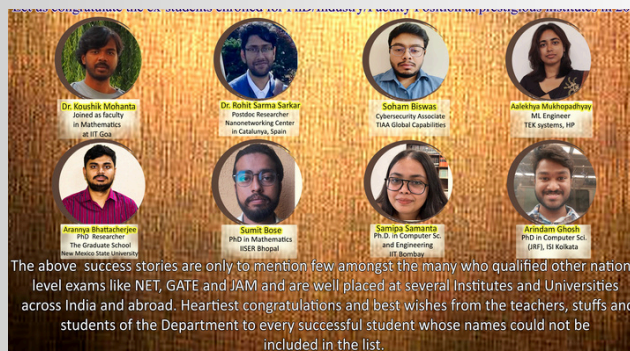 congratulate the ex-students enrolled for
Dr. Koushik Mohanta
Joined as faculty
in Mathematics
at IIT Goa
Dr. Rohit Sarma Sarkar
Postdoc Researcher
Nanonetworking Center
in Catalunya, Spain
Soham Biswas
Cybersecurity Associate
TIAA Global Capabilities
Aalekhya Mukhopadhyay
ML Engineer
TEK systems, HP
Arannya Bhattacherjee
PhD Researcher
The Graduate School
New Mexico State University
Sumit Bose
PhD in Mathematics
IISER Bhopal
Samipa Samanta
Ph.D. in Computer Sc.
and Engineering
IIT Bombay
Arindam Ghosh
PhD in Computer Sci.
(JRF), ISI Kolkata
The above success stories are only to mention few amongst the many who qualified other nation
level exams like NET, GATE and JAM and are well placed at several Institutes and Universities
across India and abroad. Heartiest congratulations and best wishes from the teachers, stuffs and
students of the Department to every successful student whose names could not be
included in the list.